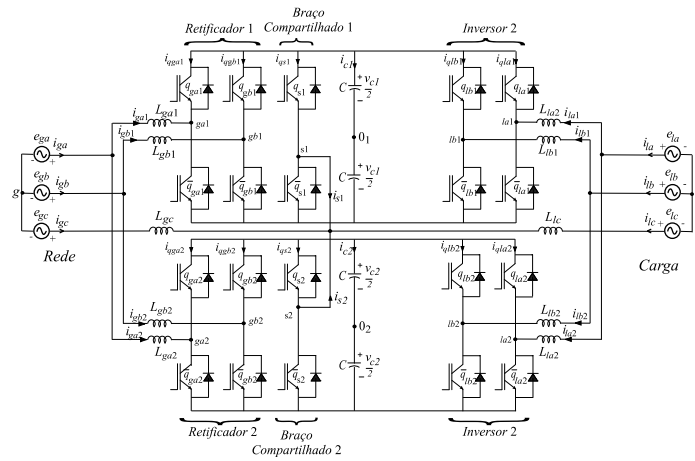 Braço
Retificador 1 Compartilhado 1 Inversor 2
i_qga1 i_qgb1 i_qs1 i_c1 i_qlb1 i_qla1
q_ga1 q_gb1 q_s1 C + v_c1/2 - q_lb1 q_la1
L_ga1 L_la2
i_ga1 i_la1
ga1 la1
i_gb1 gb1 0_1 lb1 i_lb1
e_ga i_ga L_gb1 s1 L_lb1 i_la e_la
g e_gb i_gb q̅_ga1 q̅_gb1 q̅_s1 C + v_c1/2 - q̅_lb1 q̅_la1 i_lb e_lb
i_s1
e_gc i_gc L_gc L_lc i_lc e_lc
Rede Carga
i_qga2 i_qgb2 i_qs2 i_c2 i_qlb2 i_qla2
q_ga2 q_gb2 q_s2 C + v_c2/2 - q_lb2 q_la2
i_s2
i_gb2 L_gb2 s2 L_lb2 i_lb2
gb2 0_2 lb2
i_ga2 ga2 la2 i_la2
L_ga2 L_la2
q̅_ga2 q̅_gb2 q̅_s2 C + v_c2/2 - q̅_lb2 q̅_la2
Retificador 2 Braço Inversor 2
Compartilhado 2